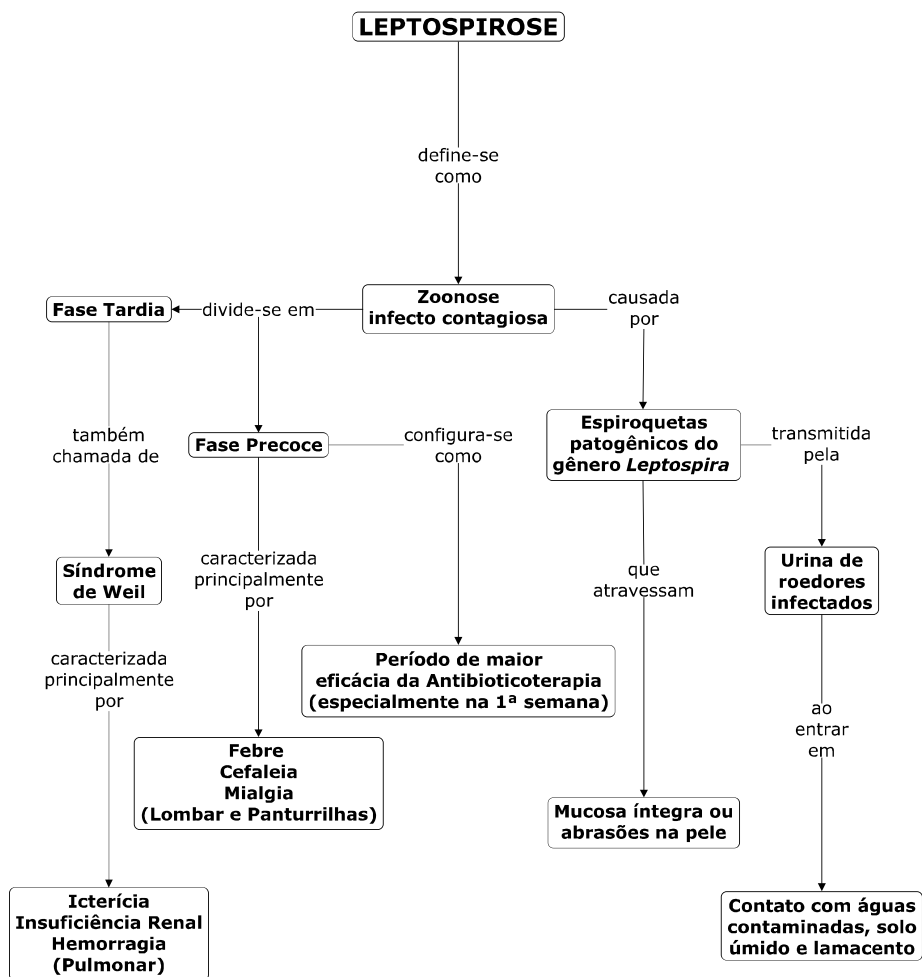 LEPTOSPIROSE
define-se
como
Zoonose
infecto contagiosa
divide-se em
Fase Tardia
também
chamada de
Síndrome
de Weil
caracterizada
principalmente
por
Icterícia
Insuficiência Renal
Hemorragia
(Pulmonar)
Fase Precoce
caracterizada
principalmente
por
Febre
Cefaleia
Mialgia
(Lombar e Panturrilhas)
configura-se
como
Período de maior
eficácia da Antibioticoterapia
(especialmente na 1ª semana)
causada
por
Espiroquetas
patogênicos do
gênero Leptospira
que
atravessam
Mucosa íntegra ou
abrasões na pele
transmitida
pela
Urina de
roedores
infectados
ao
entrar
em
Contato com águas
contaminadas, solo
úmido e lamacento